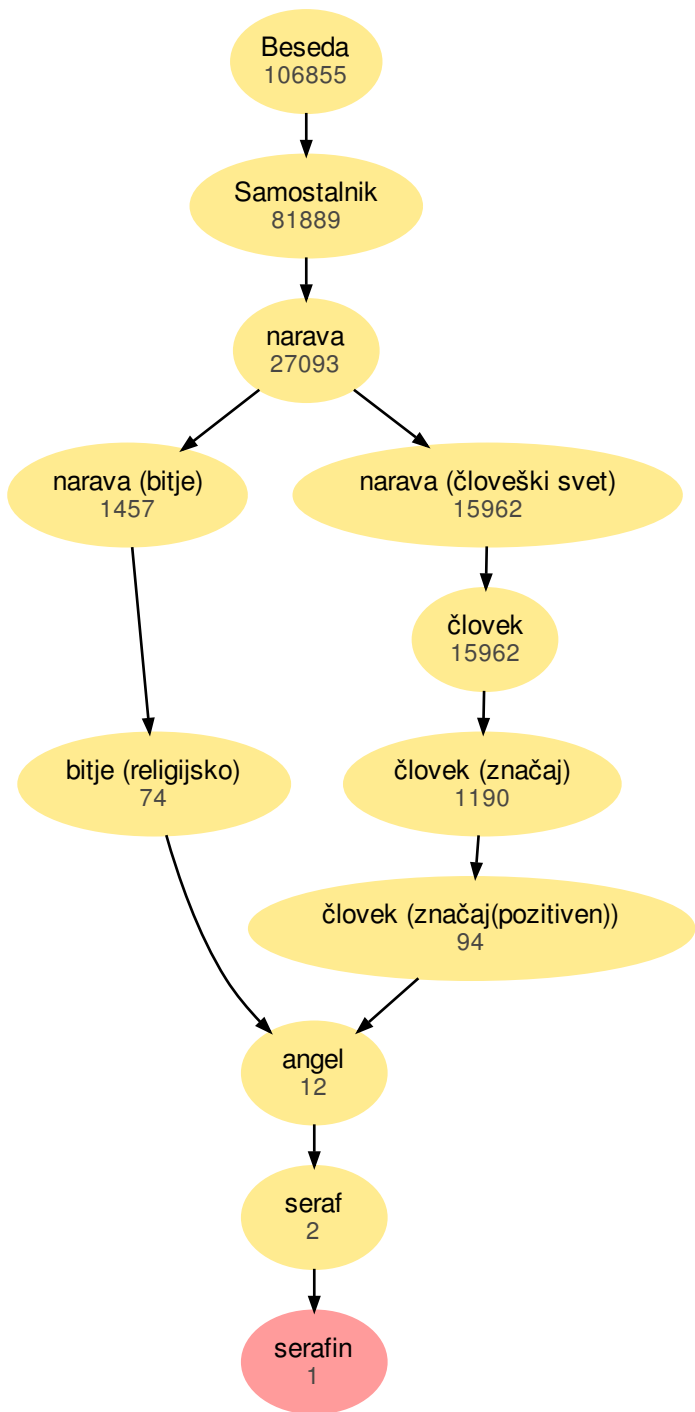 Beseda
106855
Samostalnik
81889
narava
27093
narava (bitje)
1457
narava (človeški svet)
15962
človek
15962
bitje (religijsko)
74
človek (značaj)
1190
človek (značaj(pozitiven))
94
angel
12
seraf
2
serafin
1